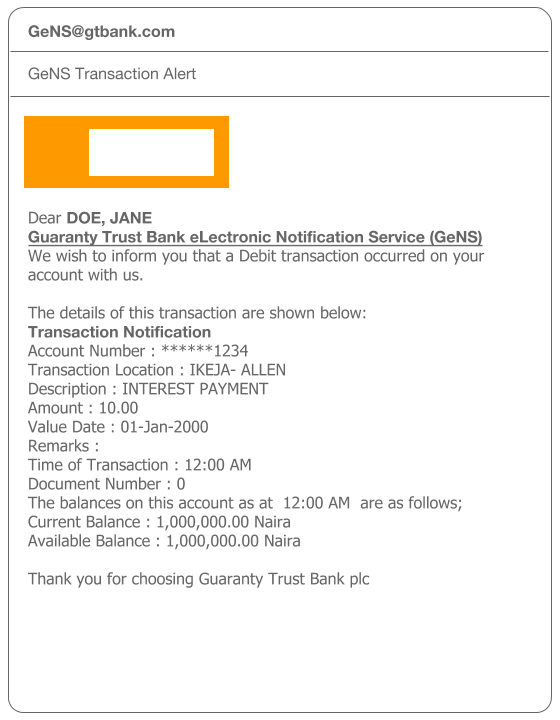 GeNS@gtbank.com
GeNS Transaction Alert
Dear DOE, JANE
Guaranty Trust Bank eLectronic Notification Service (GeNS)
We wish to inform you that a Debit transaction occurred on your
account with us.
The details of this transaction are shown below:
Transaction Notification
Account Number : ******1234
Transaction Location : IKEJA- ALLEN
Description : INTEREST PAYMENT
Amount : 10.00
Value Date : 01-Jan-2000
Remarks :
Time of Transaction : 12:00 AM
Document Number : 0
The balances on this account as at  12:00 AM  are as follows;
Current Balance : 1,000,000.00 Naira
Available Balance : 1,000,000.00 Naira
Thank you for choosing Guaranty Trust Bank plc